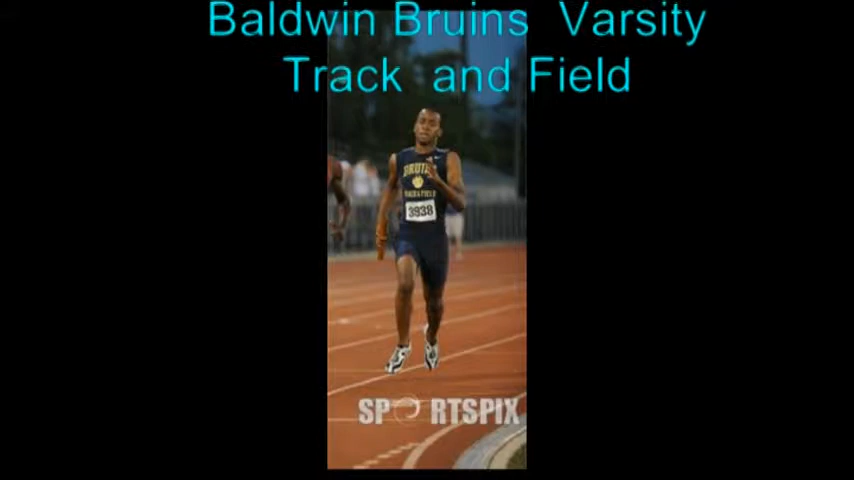 Baldwin Bruins Varsity
Track and Field
BRUINS
TRACK & FIELD
3938
SPORTSPIX